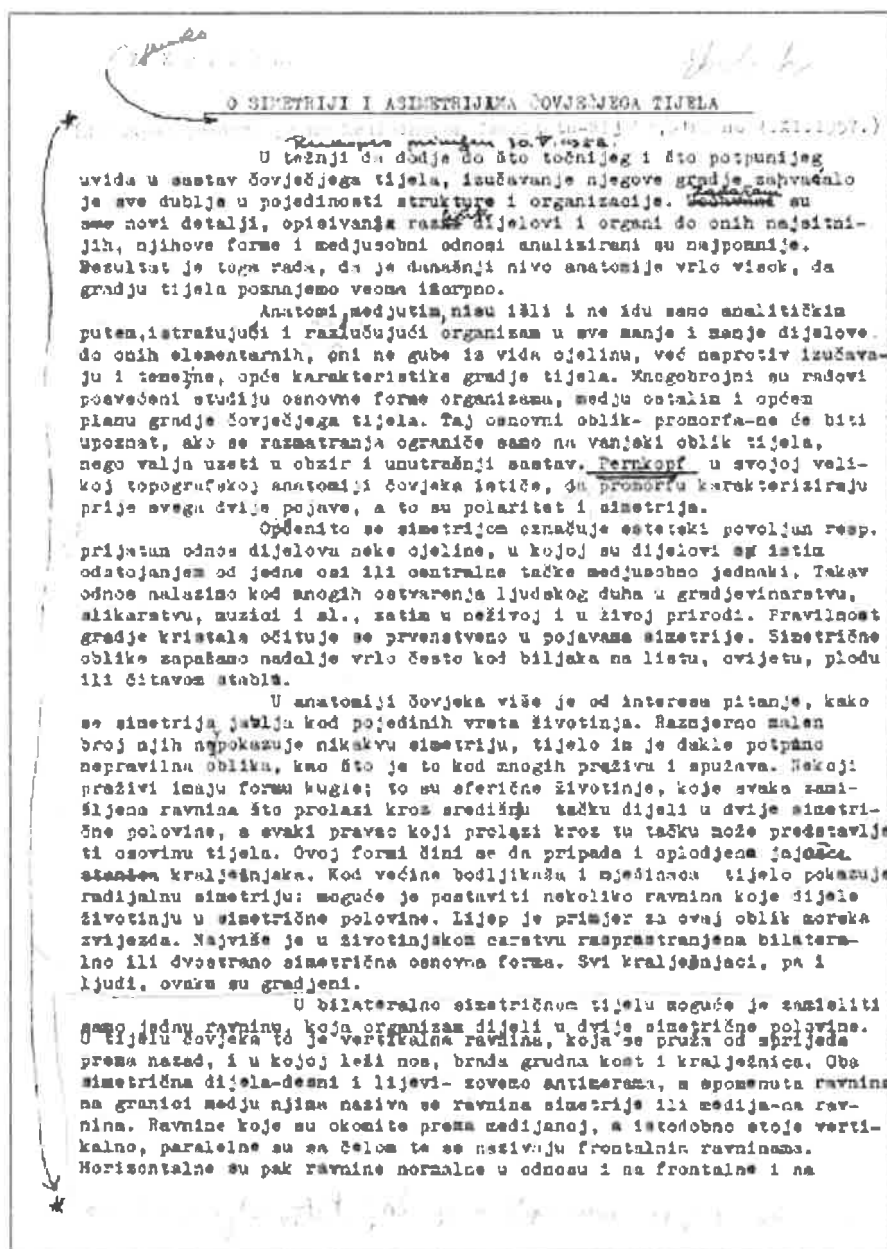 O SIMETRIJI I ASIMETRIJAMA ČOVJEČJEGA TIJELA
XI.1957.)
Rukopis primljen 30.V.
U težnji da dodje do što točnijeg i što potpunijeg
uvida u sastav čovječjega tijela, izučavanje njegove gradje zahvaćalo
je sve dublje u pojedinosti strukture i organizacije. su
novi detalji, opisivanja dijelovi i organi do onih najsitni-
jih, njihove forme i medjusobni odnosi analizirani su najpomnije.
Rezultat je toga rada, da je današnji nivo anatomije vrlo visok, da
gradju tijela poznajemo veoma iscrpno.
Anatomi,medjutim,nisu išli i ne idu samo analitičkim
putem,istražujući i razlučujući organizam u sve manje i manje dijelove
do onih elementarnih, oni ne gube iz vida cjelinu, već naprotiv izučava-
ju i temeljne, opće karakteristike gradje tijela. Mnogobrojni su radovi
posvećeni studiju osnovne forme organizama, medju ostalim i općem
planu gradje čovječjega tijela. Taj osnovni oblik- promorfa-ne će biti
upoznat, ako se razmatranja ograniče samo na vanjski oblik tijela,
nego valja uzeti u obzir i unutrašnji sastav. Pernkopf u svojoj veli-
koj topografskoj anatomiji čovjeka ističe, da promorfu karakteriziraju
prije svega dvije pojave, a to su polaritet i simetrija.
Općenito se simetrijom označuje estetski povoljan resp.
prijatan odnos dijelova neke cjeline, u kojoj su dijelovi sa istim
odstojanjem od jedne osi ili centralne tačke medjusobno jednaki. Takav
odnos nalazimo kod mnogih ostvarenja ljudskog duha u gradjevinarstvu,
slikarstvu, muzici i sl., zatim u neživoj i u živoj prirodi. Pravilnost
gradje kristala očituje se prvenstveno u pojavama simetrije. Simetrične
oblike zapažamo nadalje vrlo često kod biljaka na listu, cvijetu, plodu
ili čitavom stablu.
U anatomiji čovjeka više je od interesa pitanje, kako
se simetrija javlja kod pojedinih vrsta životinja. Razmjerno malen
broj njih ne pokazuje nikakvu simetriju, tijelo im je dakle potpuno
nepravilna oblika, kao što je to kod mnogih praživa i spužava. Nekoji
praživi imaju formu kugle; to su sferične životinje, koje svaka zami-
šljena ravnina što prolazi kroz središnju tačku dijeli u dvije simetri-
čne polovine, a svaki pravac koji prolazi kroz tu tačku može predstavlja
ti osovinu tijela. Ovoj formi čini se da pripada i oplodjena jajna
stanica kralješnjaka. Kod većine bodljikaša i mješinaca tijelo pokazuje
radijalnu simetriju: moguće je postaviti nekoliko ravnina koje dijele
životinju u simetrične polovine. Lijep je primjer za ovaj oblik morska
zvijezda. Najviše je u životinjskom carstvu rasprostranjena bilatera-
lno ili dvostrano simetrična osnovna forma. Svi kralješnjaci, pa i
ljudi, ovako su gradjeni.
U bilateralno simetričnom tijelu moguće je zamisliti
samo jednu ravninu, koja organizam dijeli u dvije simetrične polovine.
U tijelu čovjeka to je vertikalna ravnina, koja se pruža od sprijeda
prema nazad, i u kojoj leži nos, brada grudna kost i kralježnica. Oba
simetrična dijela-desni i lijevi- zovemo antimerama, a spomenuta ravnina
na granici medju njima naziva se ravnina simetrije ili medija-na rav-
nina. Ravnine koje su okomite prema medijanoj, a istodobno stoje verti-
kalno, paralelne su sa čelom te se nazivaju frontalnim ravninama.
Horizontalne su pak ravnine normalne u odnosu i na frontalne i na